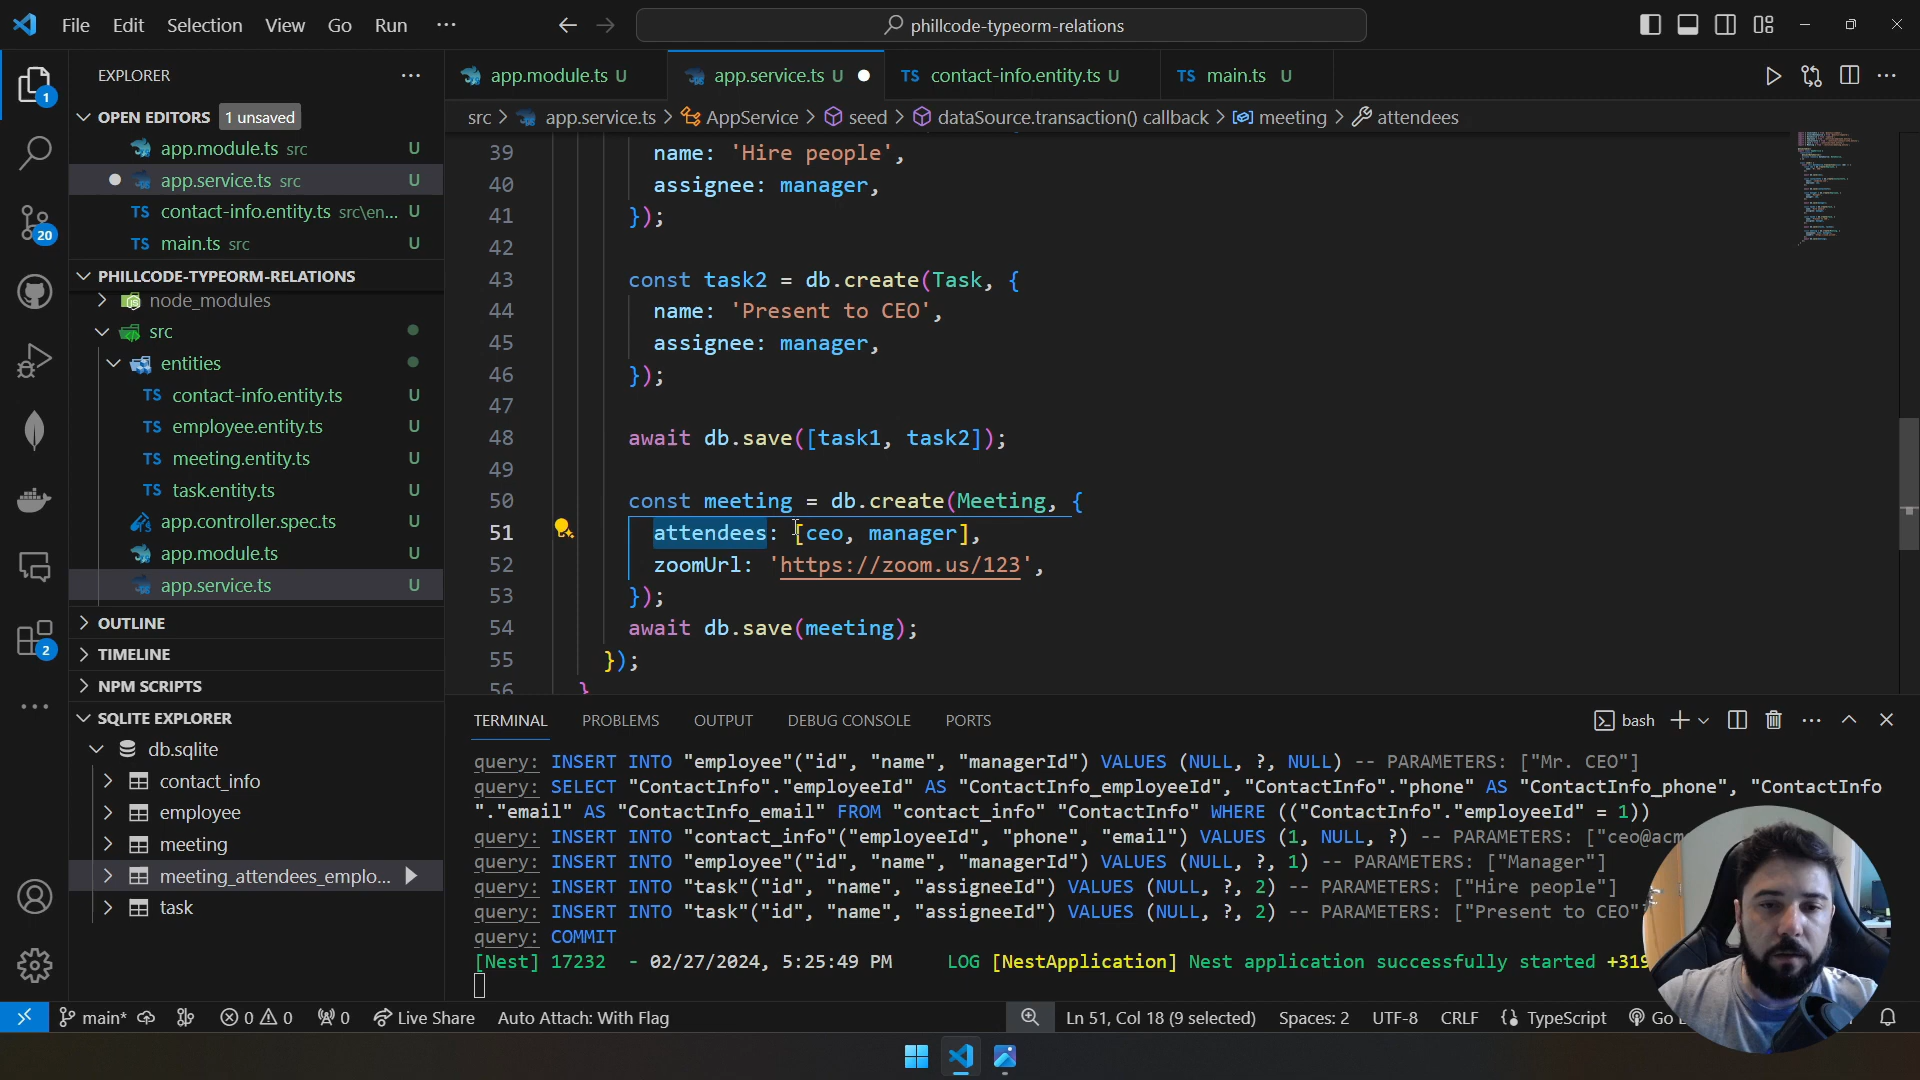 File Edit Selection View Go Run ...
phillcode-typeorm-relations
EXPLORER
OPEN EDITORS 1 unsaved
app.module.ts src U
app.service.ts src U
TS contact-info.entity.ts src\en... U
TS main.ts src U
PHILLCODE-TYPEORM-RELATIONS
node_modules
src
entities
TS contact-info.entity.ts U
TS employee.entity.ts U
TS meeting.entity.ts U
TS task.entity.ts U
app.controller.spec.ts U
app.module.ts U
app.service.ts U
OUTLINE
TIMELINE
NPM SCRIPTS
SQLITE EXPLORER
db.sqlite
contact_info
employee
meeting
meeting_attendees_emplo...
task
1
20
2
app.module.ts U app.service.ts U TS contact-info.entity.ts U TS main.ts U
src > app.service.ts > AppService > seed > dataSource.transaction() callback > meeting > attendees
39 name: 'Hire people',
40 assignee: manager,
41 });
42
43 const task2 = db.create(Task, {
44 name: 'Present to CEO',
45 assignee: manager,
46 });
47
48 await db.save([task1, task2]);
49
50 const meeting = db.create(Meeting, {
51 attendees: [ceo, manager],
52 zoomUrl: 'https://zoom.us/123',
53 });
54 await db.save(meeting);
55 });
56 }
TERMINAL PROBLEMS OUTPUT DEBUG CONSOLE PORTS bash
query: INSERT INTO "employee"("id", "name", "managerId") VALUES (NULL, ?, NULL) -- PARAMETERS: ["Mr. CEO"]
query: SELECT "ContactInfo"."employeeId" AS "ContactInfo_employeeId", "ContactInfo"."phone" AS "ContactInfo_phone", "ContactInfo
"."email" AS "ContactInfo_email" FROM "contact_info" "ContactInfo" WHERE (("ContactInfo"."employeeId" = 1))
query: INSERT INTO "contact_info"("employeeId", "phone", "email") VALUES (1, NULL, ?) -- PARAMETERS: ["ceo@acm
query: INSERT INTO "employee"("id", "name", "managerId") VALUES (NULL, ?, 1) -- PARAMETERS: ["Manager"]
query: INSERT INTO "task"("id", "name", "assigneeId") VALUES (NULL, ?, 2) -- PARAMETERS: ["Hire people"]
query: INSERT INTO "task"("id", "name", "assigneeId") VALUES (NULL, ?, 2) -- PARAMETERS: ["Present to CEO"
query: COMMIT
[Nest] 17232 - 02/27/2024, 5:25:49 PM LOG [NestApplication] Nest application successfully started +319
main* 0 0 0 Live Share Auto Attach: With Flag Ln 51, Col 18 (9 selected) Spaces: 2 UTF-8 CRLF {} TypeScript Go